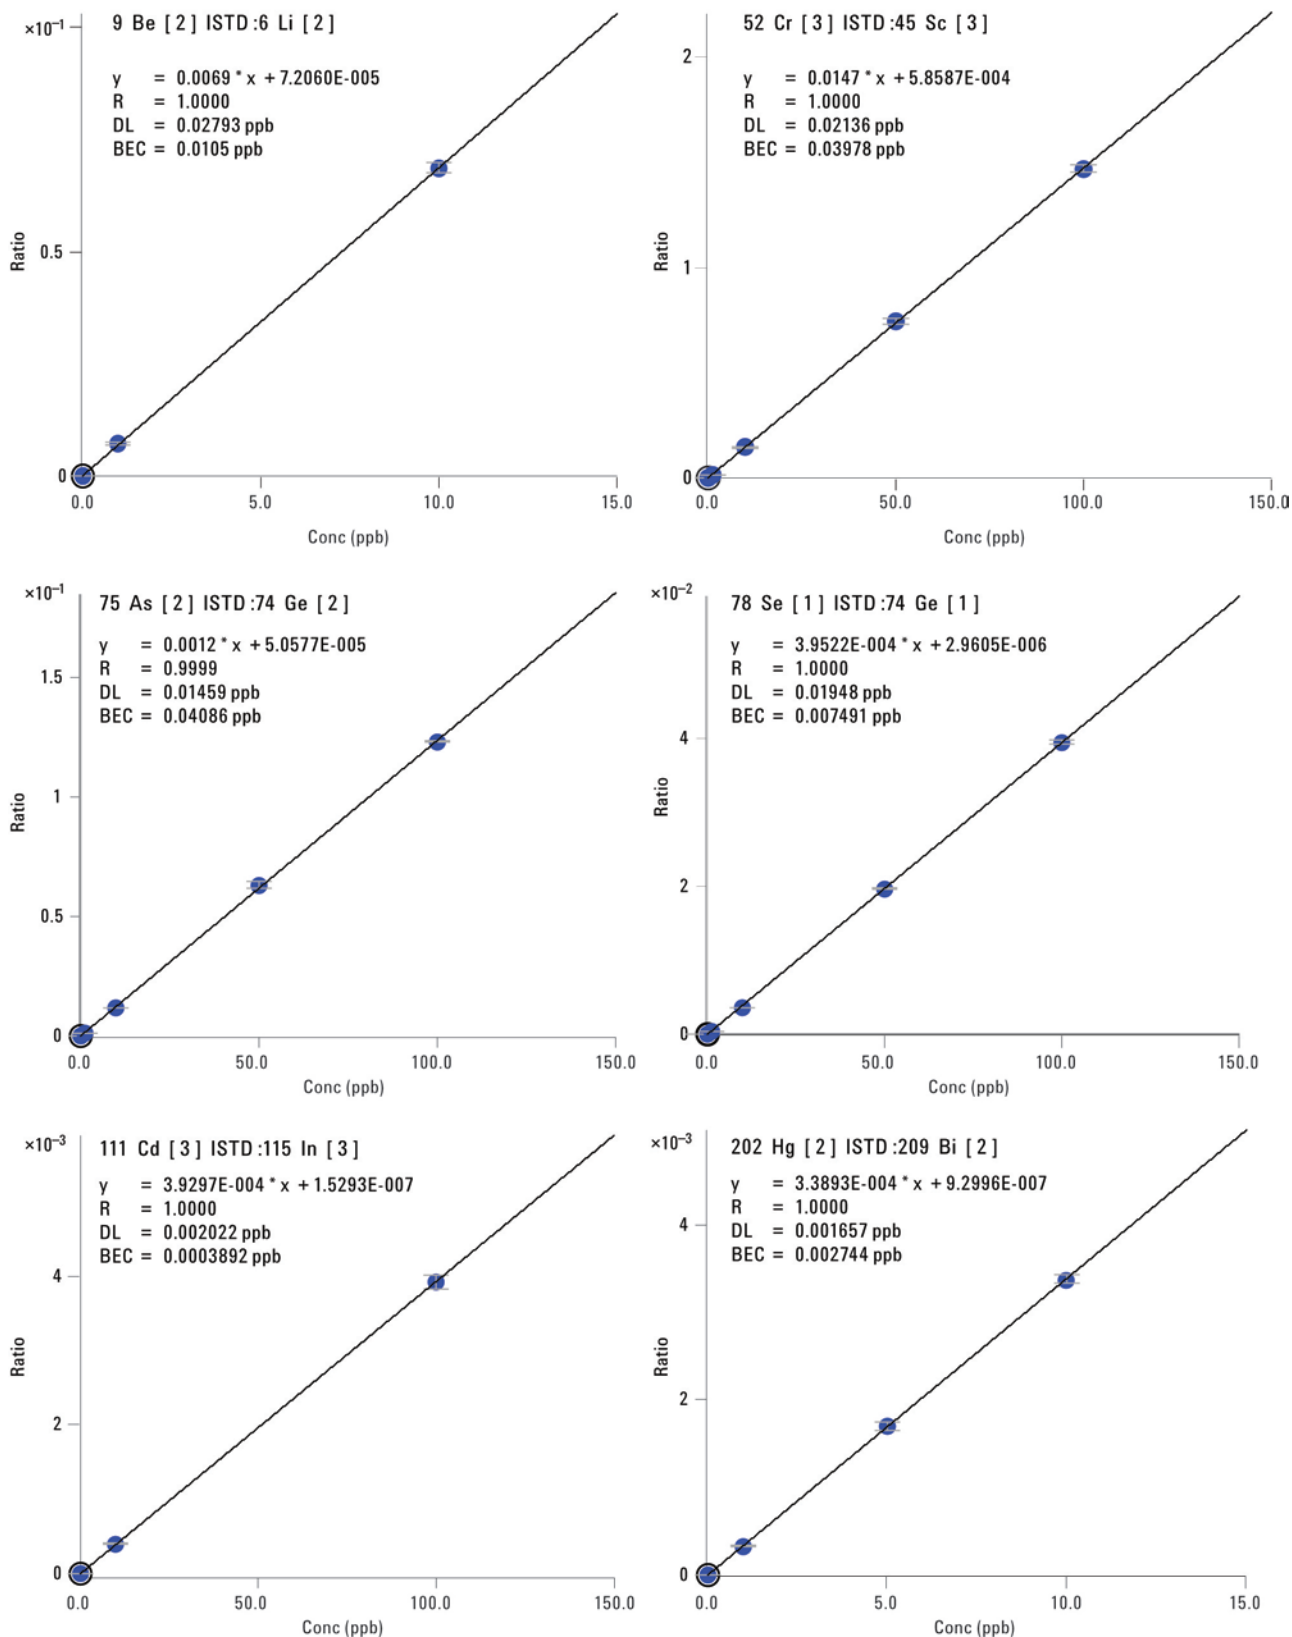 9 Be [ 2 ] ISTD :6 Li [ 2 ]
×10⁻¹
y = 0.0069 * x + 7.2060E-005
R = 1.0000
DL = 0.02793 ppb
BEC = 0.0105 ppb
0.5
0
Ratio
0.0 5.0 10.0 15.0
Conc (ppb)
52 Cr [ 3 ] ISTD :45 Sc [ 3 ]
y = 0.0147 * x + 5.8587E-004
R = 1.0000
DL = 0.02136 ppb
BEC = 0.03978 ppb
2
1
0
Ratio
0.0 50.0 100.0 150.0
Conc (ppb)
×10⁻¹
75 As [ 2 ] ISTD :74 Ge [ 2 ]
y = 0.0012 * x + 5.0577E-005
R = 0.9999
DL = 0.01459 ppb
BEC = 0.04086 ppb
1.5
1
0.5
0
Ratio
0.0 50.0 100.0 150.0
Conc (ppb)
×10⁻²
78 Se [ 1 ] ISTD :74 Ge [ 1 ]
y = 3.9522E-004 * x + 2.9605E-006
R = 1.0000
DL = 0.01948 ppb
BEC = 0.007491 ppb
4
2
0
Ratio
0.0 50.0 100.0 150.0
Conc (ppb)
×10⁻³
111 Cd [ 3 ] ISTD :115 In [ 3 ]
y = 3.9297E-004 * x + 1.5293E-007
R = 1.0000
DL = 0.002022 ppb
BEC = 0.0003892 ppb
4
2
0
Ratio
0.0 50.0 100.0 150.0
Conc (ppb)
×10⁻³
202 Hg [ 2 ] ISTD :209 Bi [ 2 ]
y = 3.3893E-004 * x + 9.2996E-007
R = 1.0000
DL = 0.001657 ppb
BEC = 0.002744 ppb
4
2
0
Ratio
0.0 5.0 10.0 15.0
Conc (ppb)